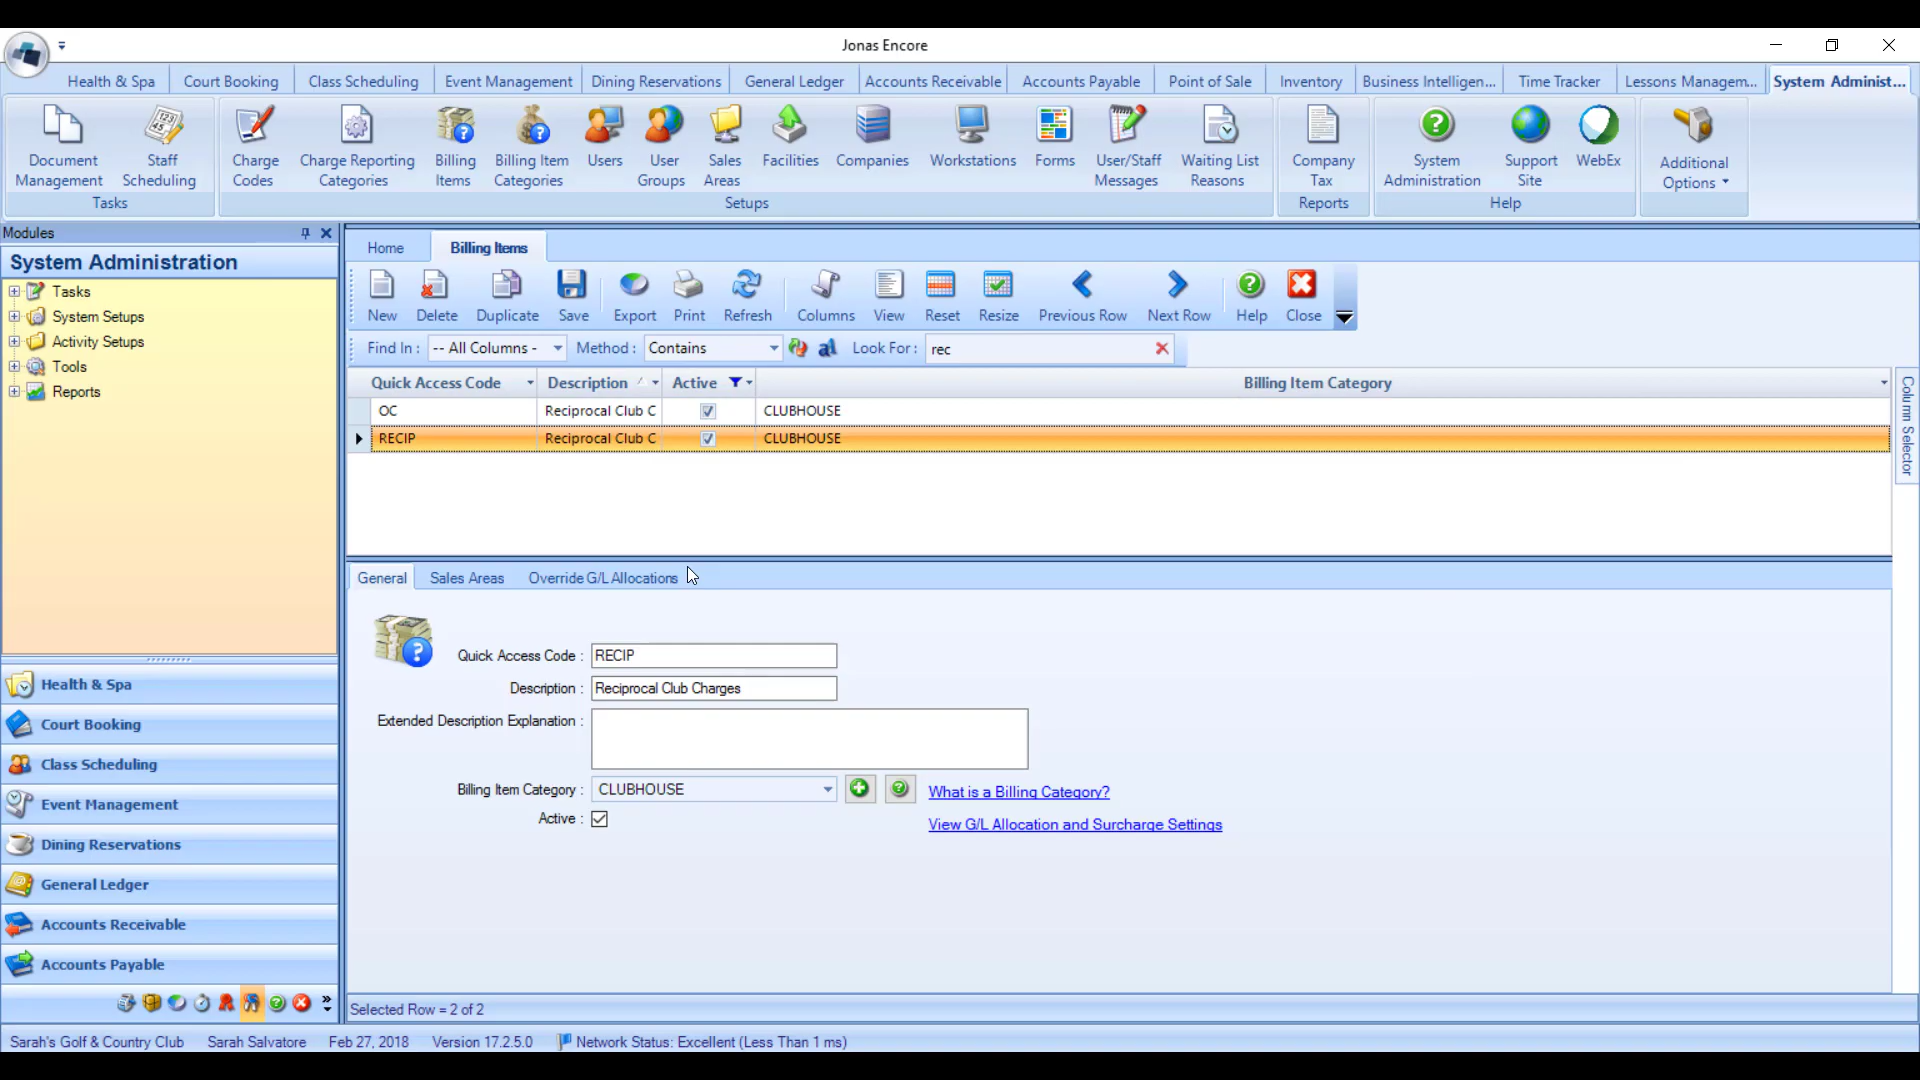 Jonas Encore
Health & Spa
Court Booking
Class Scheduling
Event Management
Dining Reservations
General Ledger
Accounts Receivable
Accounts Payable
Point of Sale
Inventory
Business Intelligen...
Time Tracker
Lessons Managem...
System Administ...
Document Management
Staff Scheduling
Charge Codes
Charge Reporting Categories
Billing Items
Billing Item Categories
Users
User Groups
Sales Areas
Facilities
Companies
Workstations
Forms
User/Staff Messages
Waiting List Reasons
Company Tax
System Administration
Support Site
WebEx
Additional Options
Tasks
Setups
Reports
Help
Modules
System Administration
Tasks
System Setups
Activity Setups
Tools
Reports
Health & Spa
Court Booking
Class Scheduling
Event Management
Dining Reservations
General Ledger
Accounts Receivable
Accounts Payable
Home
Billing Items
New
Delete
Duplicate
Save
Export
Print
Refresh
Columns
View
Reset
Resize
Previous Row
Next Row
Help
Close
Find In : -- All Columns - Method : Contains Look For : rec
Quick Access Code Description Active Billing Item Category
OC Reciprocal Club C CLUBHOUSE
RECIP Reciprocal Club C CLUBHOUSE
Column Selector
General
Sales Areas
Override G/L Allocations
Quick Access Code : RECIP
Description : Reciprocal Club Charges
Extended Description Explanation :
Billing Item Category : CLUBHOUSE
What is a Billing Category?
Active :
View G/L Allocation and Surcharge Settings
Selected Row = 2 of 2
Sarah's Golf & Country Club Sarah Salvatore Feb 27, 2018 Version 17.2.5.0 Network Status: Excellent (Less Than 1 ms)